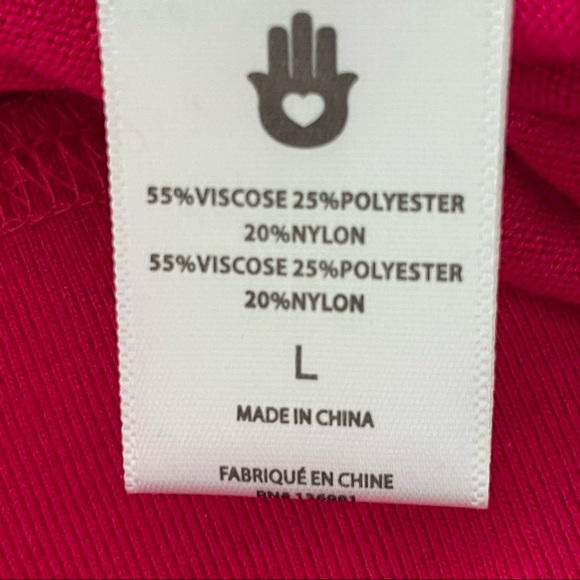 55%VISCOSE 25%POLYESTER
20%NYLON
55%VISCOSE 25%POLYESTER
20%NYLON
L
MADE IN CHINA
FABRIQUÉ EN CHINE